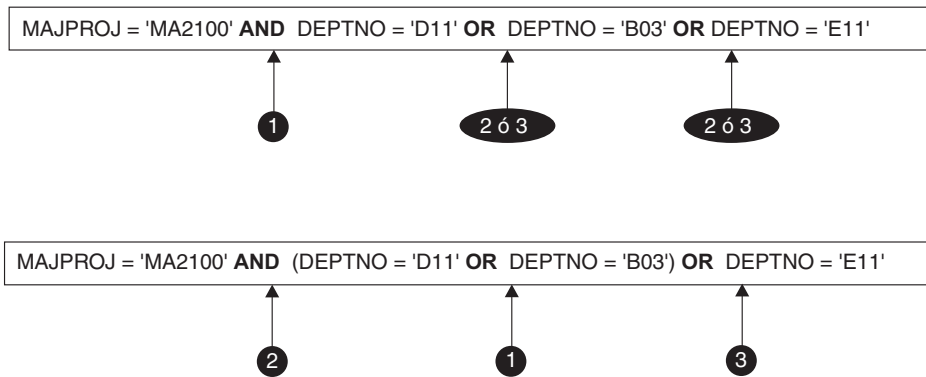 MAJPROJ = 'MA2100' AND DEPTNO = 'D11' OR DEPTNO = 'B03' OR DEPTNO = 'E11'
1 2 ó 3 2 ó 3
MAJPROJ = 'MA2100' AND (DEPTNO = 'D11' OR DEPTNO = 'B03') OR DEPTNO = 'E11'
2 1 3